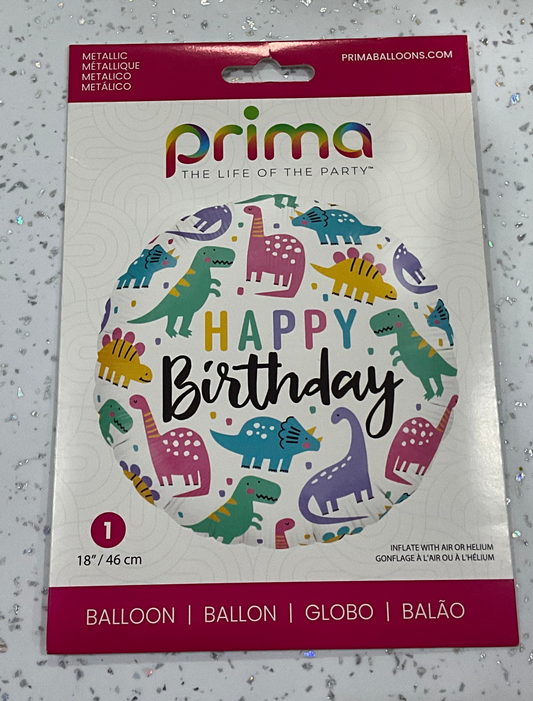 METALLIC
MÉTALLIQUE
METALICO
METÁLICO
PRIMABALLOONS.COM
prima™
THE LIFE OF THE PARTY™
HAPPY
Birthday
1
18" / 46 cm
INFLATE WITH AIR OR HELIUM
GONFLAGE À L'AIR OU À L'HÉLIUM
BALLOON | BALLON | GLOBO | BALÃO